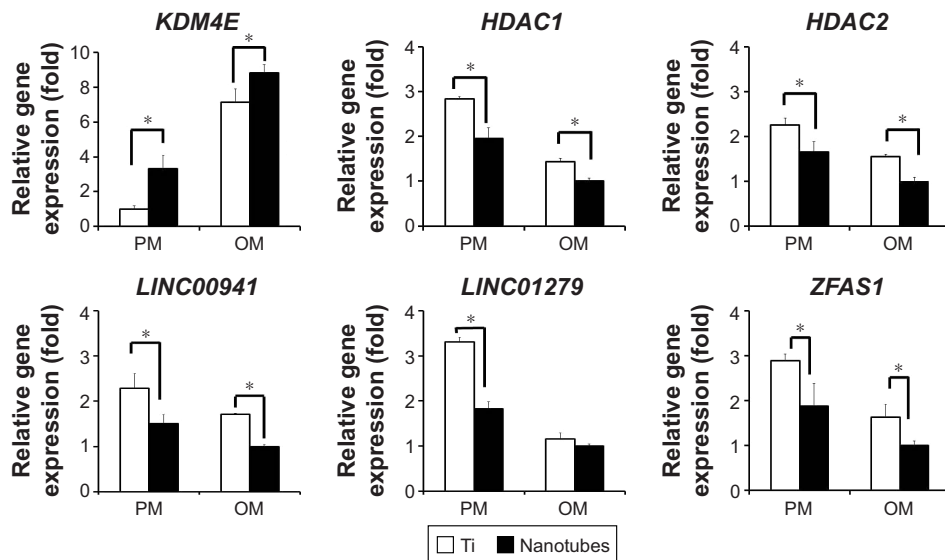 KDM4E
Relative gene
expression (fold)
10
8
6
4
2
0
*
*
PM
OM
HDAC1
Relative gene
expression (fold)
4
3
2
1
0
*
*
PM
OM
HDAC2
Relative gene
expression (fold)
4
3
2
1
0
*
*
PM
OM
LINC00941
Relative gene
expression (fold)
4
3
2
1
0
*
*
PM
OM
LINC01279
Relative gene
expression (fold)
4
3
2
1
0
*
PM
OM
ZFAS1
Relative gene
expression (fold)
4
3
2
1
0
*
*
PM
OM
Ti
Nanotubes